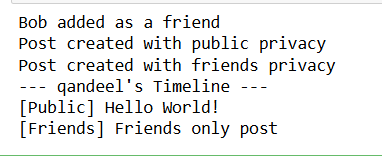 Bob added as a friend
Post created with public privacy
Post created with friends privacy
--- qandeel's Timeline ---
[Public] Hello World!
[Friends] Friends only post